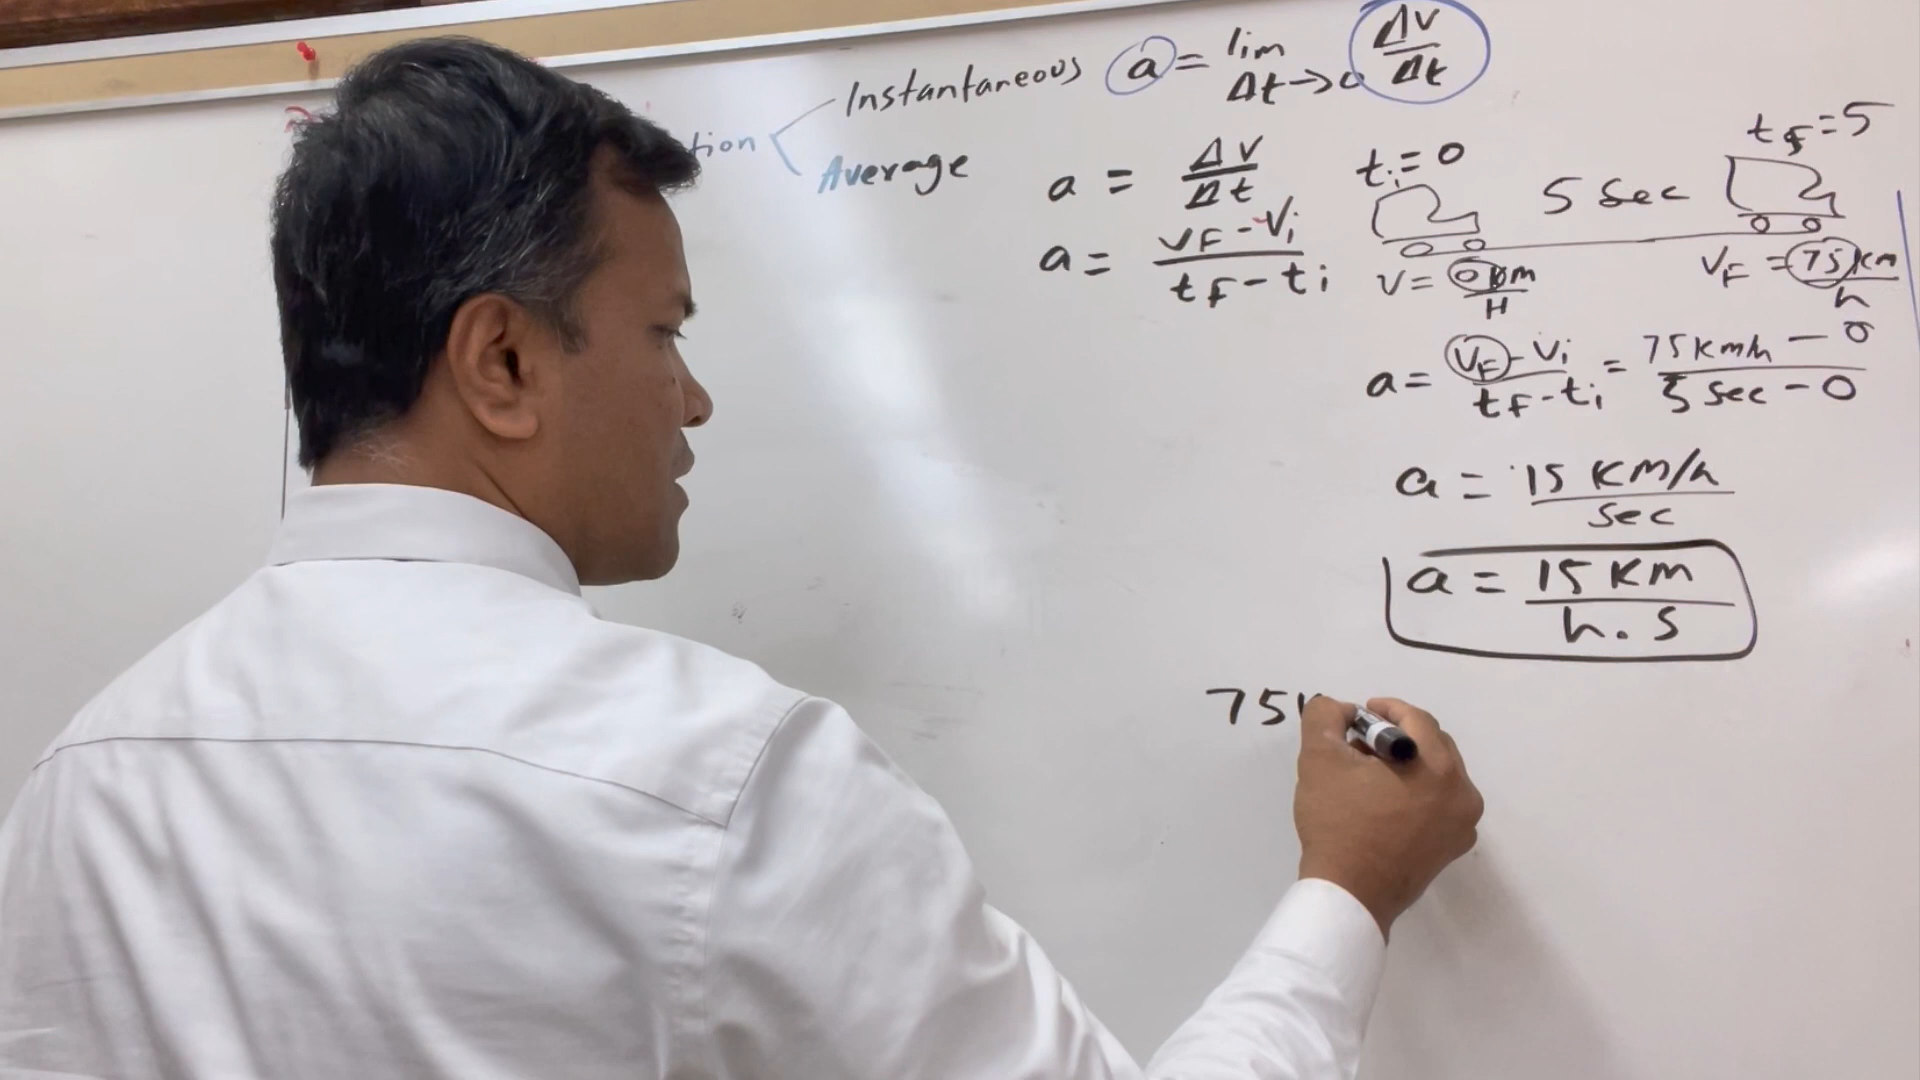 Instantaneous a = lim Δt→0 Δv/Δt
tion
Average a = Δv/Δt
a = vF - vi / tF - ti
ti = 0
5 sec
tF = 5
v = 0 km/H
vF = 75 km/h
a = vF - vi / tF - ti = 75 km/h - 0 / 5 sec - 0
a = 15 km/h / sec
a = 15 km / h.s
75